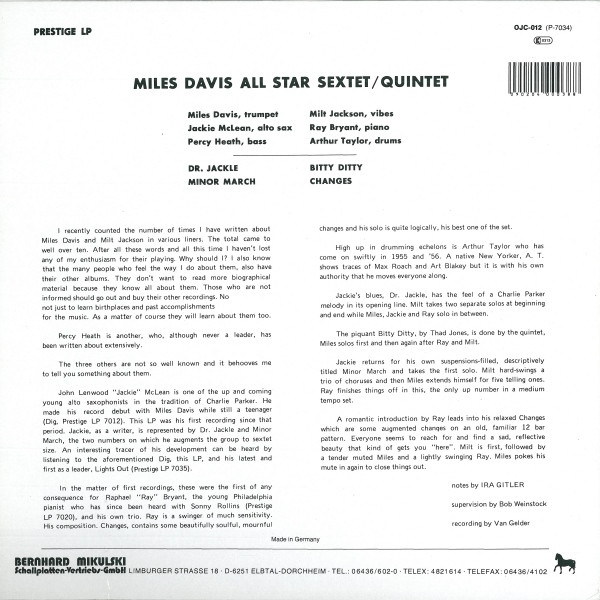 PRESTIGE LP
OJC-012 (P-7034)
MILES DAVIS ALL STAR SEXTET/QUINTET
Miles Davis, trumpet
Jackie McLean, alto sax
Percy Heath, bass
Milt Jackson, vibes
Ray Bryant, piano
Arthur Taylor, drums
DR. JACKLE
MINOR MARCH
BITTY DITTY
CHANGES
I recently counted the number of times I have written about
Miles Davis and Milt Jackson in various liners. The total came to
well over ten. After all these words and all this time I haven't lost
any of my enthusiasm for their playing. Why should I? I also know
that the many people who feel the way I do about them, also have
their other albums. They don't want to read more biographical
material because they know all about them. Those who are not
informed should go out and buy their other recordings. No
not just to learn birthplaces and past accomplishments
for the music. As a matter of course they will learn about them too.
Percy Heath is another, who, although never a leader, has
been written about extensively.
The three others are not so well known and it behooves me
to tell you something about them.
John Lenwood "Jackie" McLean is one of the up and coming
young alto saxophonists in the tradition of Charlie Parker. He
made his record debut with Miles Davis while still a teenager
(Dig, Prestige LP 7012). This LP was his first recording since that
period. Jackie, as a writer, is represented by Dr. Jackle and Minor
March, the two numbers on which he augments the group to sextet
size. An interesting tracer of his development can be heard by
listening to the aforementioned Dig, this LP, and his latest and
first as a leader, Lights Out (Prestige LP 7035).
In the matter of first recordings, these were the first of any
consequence for Raphael "Ray" Bryant, the young Philadelphia
pianist who has since been heard with Sonny Rollins (Prestige
LP 7020), and his own trio. Ray is a swinger of much sensitivity.
His composition. Changes, contains some beautifully soulful, mournful
changes and his solo is quite logically, his best one of the set.
High up in drumming echelons is Arthur Taylor who has
come on swiftly in 1955 and '56. A native New Yorker, A. T.
shows traces of Max Roach and Art Blakey but it is with his own
authority that he moves everyone along.
Jackie's blues, Dr. Jackle, has the feel of a Charlie Parker
melody in its opening line. Milt takes two separate solos at beginning
and end while Miles, Jackie and Ray solo in between.
The piquant Bitty Ditty, by Thad Jones, is done by the quintet,
Miles solos first and then again after Ray and Milt.
Jackie returns for his own suspensions-filled, descriptively
titled Minor March and takes the first solo. Milt hard-swings a
trio of choruses and then Miles extends himself for five telling ones.
Ray finishes things off in this, the only up number in a medium
tempo set.
A romantic introduction by Ray leads into his relaxed Changes
which are some augmented changes on an old, familiar 12 bar
pattern. Everyone seems to reach for and find a sad, reflective
beauty that kind of gets you "here". Milt is first, followed by
a tender muted Miles and a lightly swinging Ray. Miles pokes his
mute in again to close things out.
notes by IRA GITLER
supervision by Bob Weinstock
recording by Van Gelder
Made in Germany
BERNHARD MIKULSKI
Schallplatten-Vertriebs-GmbH LIMBURGER STRASSE 18 · D-6251 ELBTAL-DORCHHEIM · TEL.: 06436/602-0 · TELEX: 4821614 · TELEFAX: 06436/4102